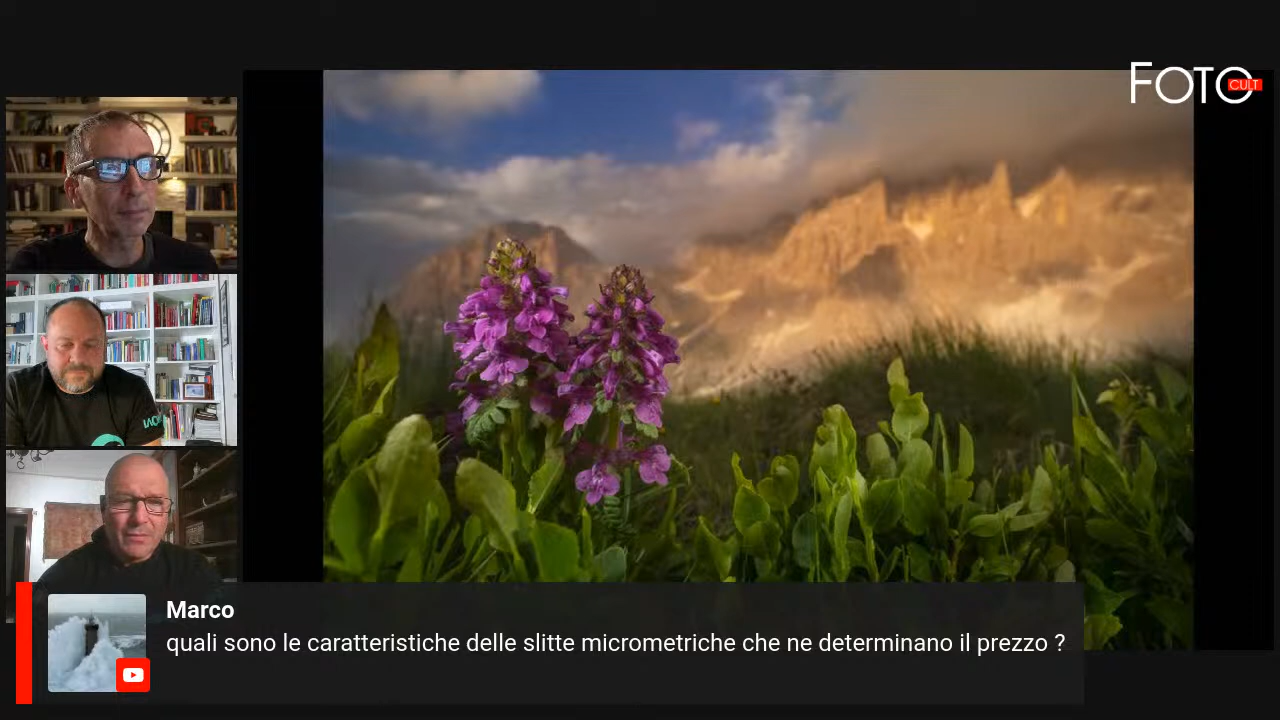 FOTO
CULT
Marco
quali sono le caratteristiche delle slitte micrometriche che ne determinano il prezzo ?